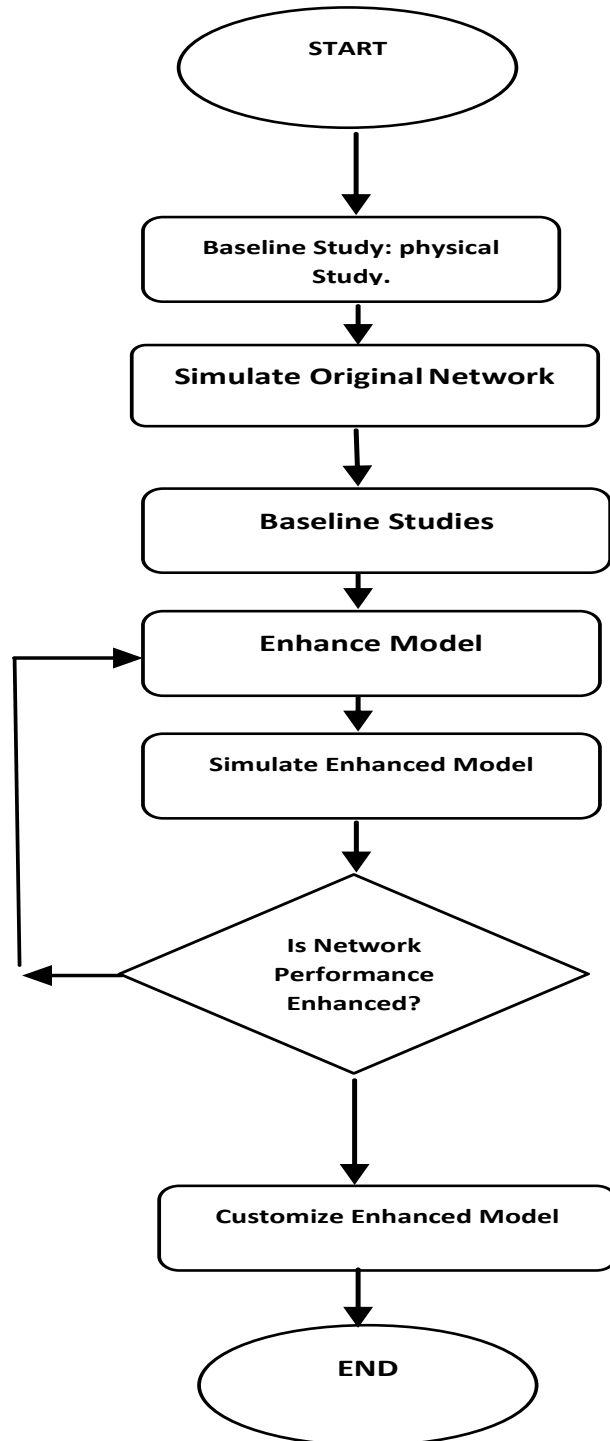 START
Baseline Study: physical
Study.
Simulate Original Network
Baseline Studies
Enhance Model
Simulate Enhanced Model
Is Network
Performance
Enhanced?
Customize Enhanced Model
END